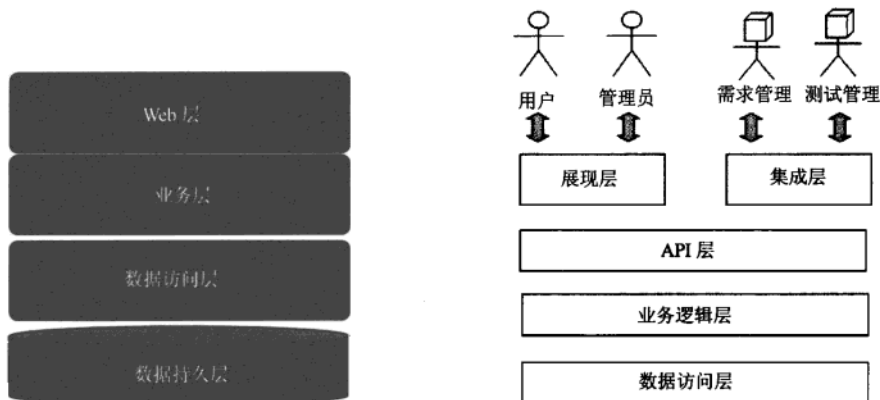 Web 层
业务层
数据访问层
数据持久层
用户
管理员
需求管理
测试管理
展现层
集成层
API 层
业务逻辑层
数据访问层